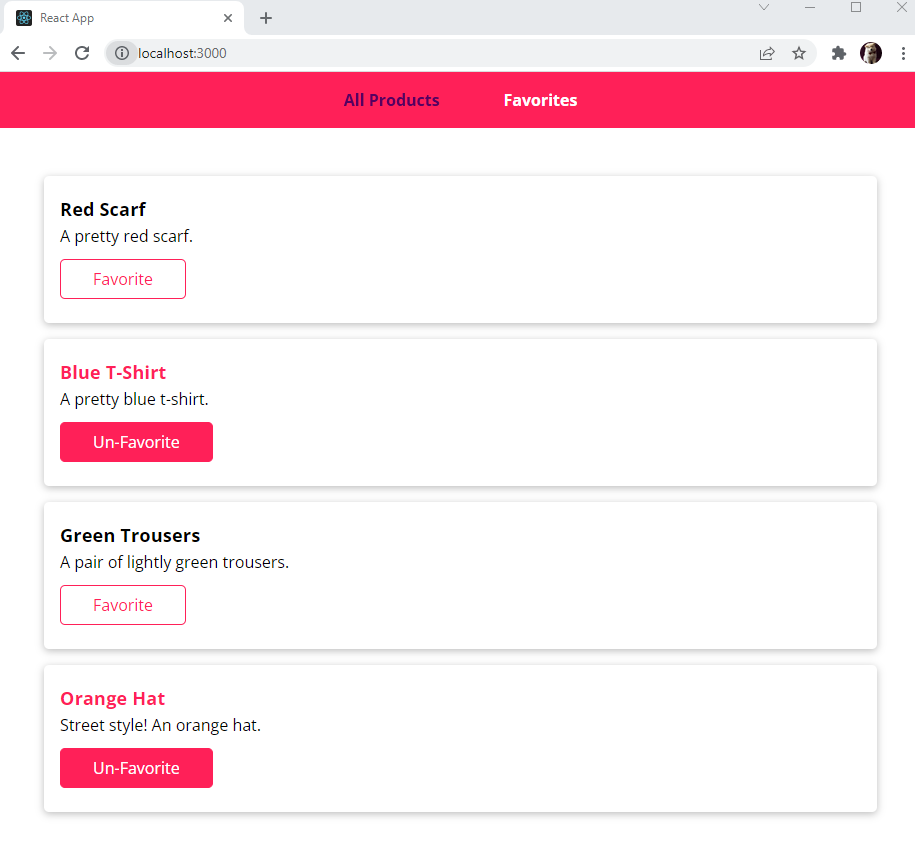 React App
localhost:3000
All Products Favorites
Red Scarf
A pretty red scarf.
Favorite
Blue T-Shirt
A pretty blue t-shirt.
Un-Favorite
Green Trousers
A pair of lightly green trousers.
Favorite
Orange Hat
Street style! An orange hat.
Un-Favorite